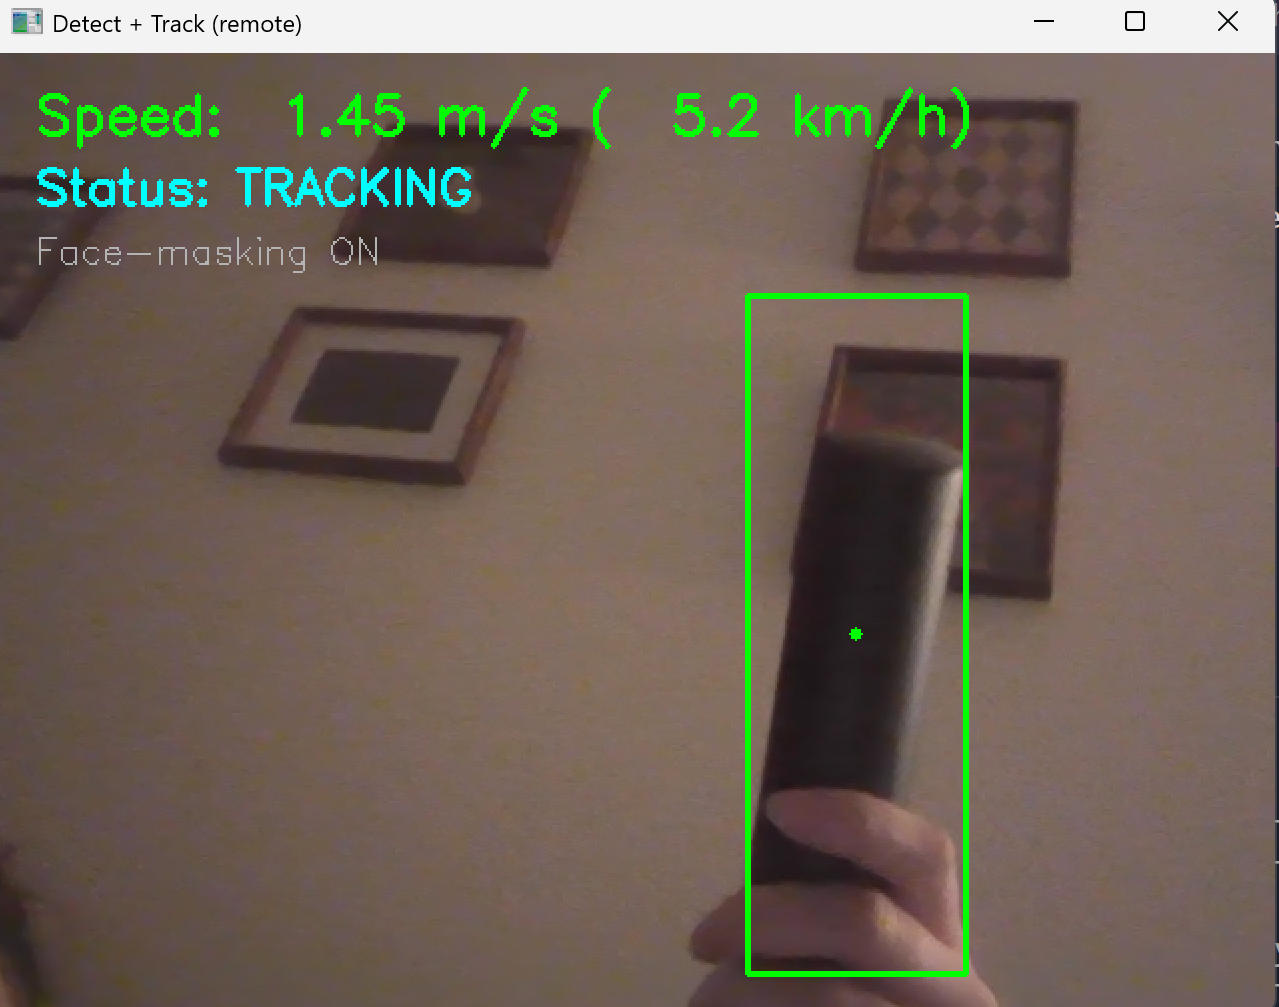 Detect + Track (remote)
Speed:  1.45 m/s (  5.2 km/h)
Status: TRACKING
Face-masking ON